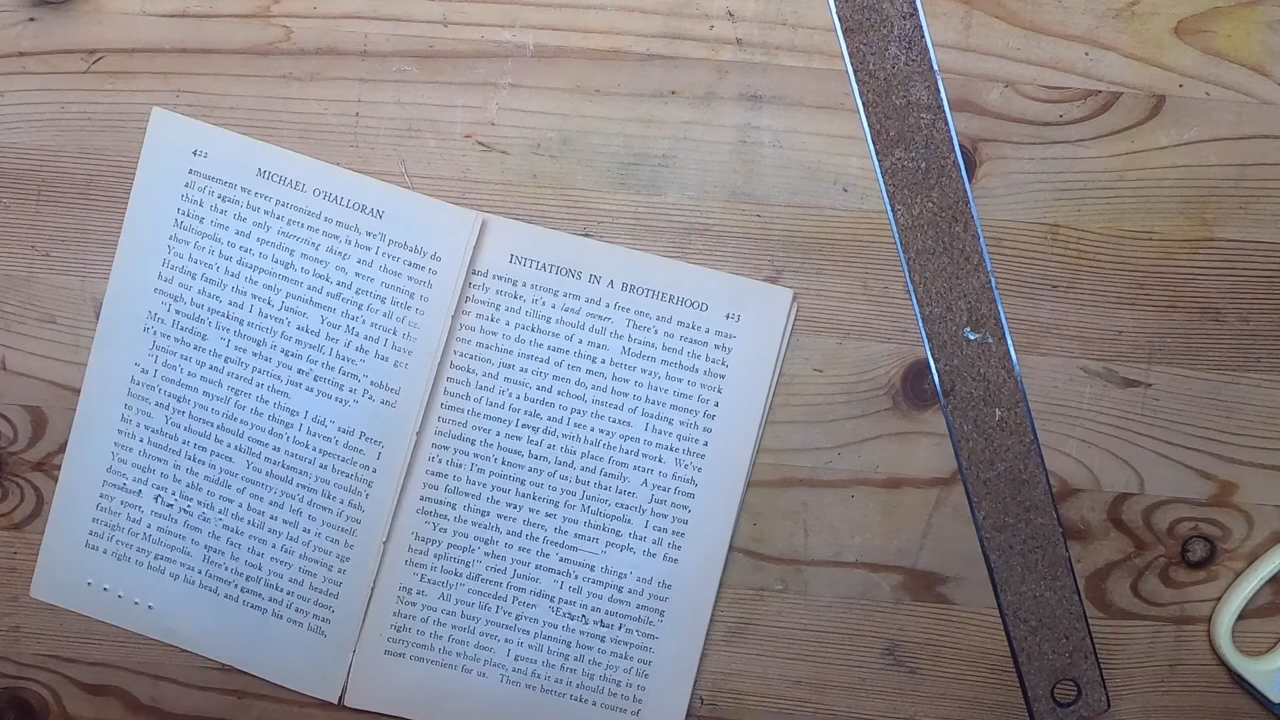 422
MICHAEL O'HALLORAN
amusement we ever patronized so much, we'll probably do
all of it again; but what gets me now, is how I ever came to
think that the only interesting things and those worth
taking time and spending money on, were running to
Multopolis, to eat, to laugh, to look, and getting little to
show for it but disappointment and suffering for all of us.
You haven't had the only punishment that's struck the
Harding family this week, Junior. Your Ma and I have
had our share, and I haven't asked her if she has got
enough, but speaking strictly for myself, I have."
"I wouldn't live through it again for the farm," sobbed
Mrs. Harding. "I see what you are getting at Pa, and
it's we who are the guilty parties, just as you say."
Junior sat up and stared at them.
"I don't so much regret the things I did," said Peter,
"as I condemn myself for the things I haven't done. I
haven't taught you to ride so you don't look a spectacle on a
horse, and yet horses should come as natural as breathing
to you. You should be a skilled marksman; you couldn't
hit a washtub at ten paces. You should swim like a fish,
with a hundred lakes in your country; you'd drown if you
were thrown in the middle of one and left to yourself.
You ought to be able to row a boat as well as it can be
done, and cast a line with all the skill any lad of your age
possesses. That you can't make even a fair showing at
any sport, results from the fact that every time your
father had a minute to spare he took you and headed
straight for Multopolis. Here's the golf links at our door,
and if ever any game was a farmer's game, and if any man
has a right to hold up his head, and tramp his own hills,
INITIATIONS IN A BROTHERHOOD
423
and swing a strong arm and a free one, and make a mas-
terly stroke, it's a land owner. There's no reason why
plowing and tilling should dull the brains, bend the back,
or make a packhorse of a man. Modern methods show
you how to do the same thing a better way, how to work
one machine instead of ten men, how to have time for a
vacation, just as city men do, and how to have money for
books, and music, and school, instead of loading with so
much land it's a burden to pay the taxes. I have quite a
bunch of land for sale, and I see a way open to make three
times the money I ever did, with half the hard work. We've
turned over a new leaf at this place from start to finish,
including the house, barn, land, and family. A year from
now you won't know any of us; but that later. Just now,
it's this: I'm pointing out to you Junior, exactly how you
came to have your hankering for Multopolis. I can see
you followed the way we set you thinking, that all the
amusing things were there, the smart people, the fine
clothes, the wealth, and the freedom——"
"Yes you ought to see the 'amusing things' and the
'happy people' when your stomach's cramping and your
head splitting!" cried Junior. "I tell you down among
them it looks different from riding past in an automobile."
"Exactly!" conceded Peter. "Exactly what I'm com-
ing at. All your life I've given you the wrong viewpoint.
Now you can busy yourselves planning how to make our
share of the world over, so it will bring all the joy of life
right to the front door. I guess the first big thing is to
currycomb the whole place, and fix it as it should be to be
most convenient for us. Then we better take a course of